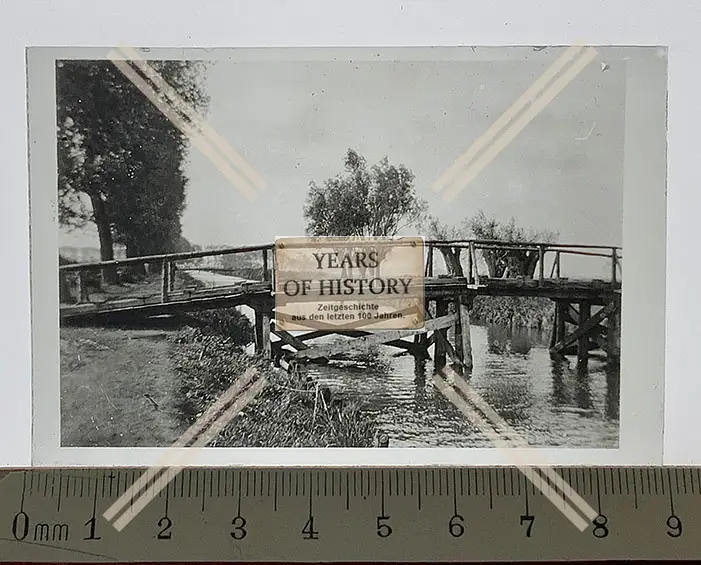 YEARS
OF HISTORY
Zeitgeschichte
aus den letzten 100 Jahren.
0mm 1 2 3 4 5 6 7 8 9